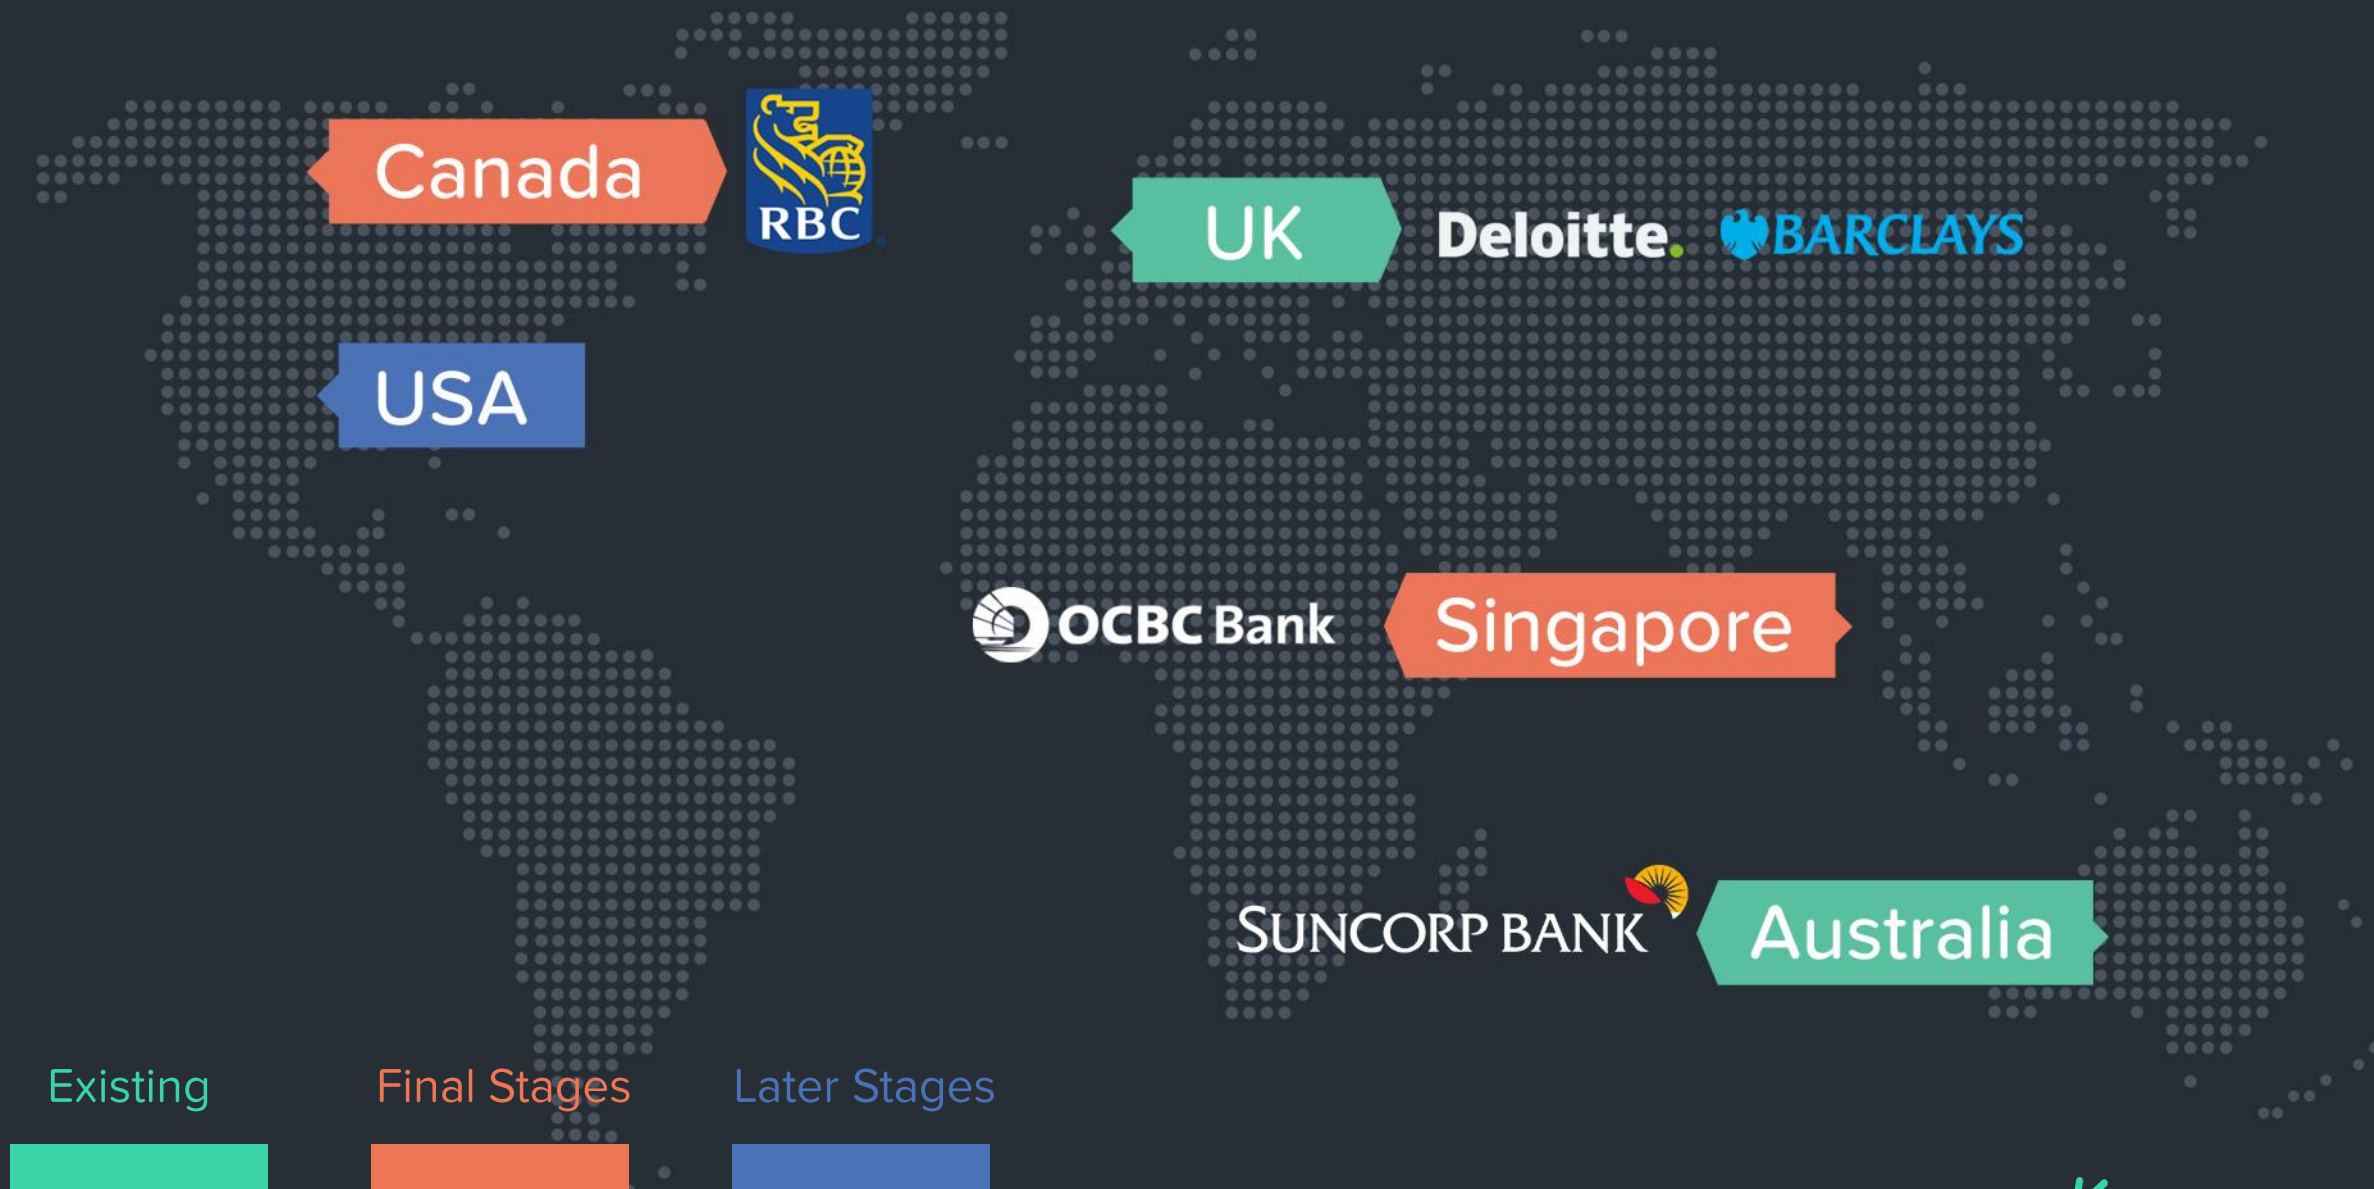 Canada
RBC
UK
Deloitte.
BARCLAYS
USA
OCBC Bank
Singapore
SUNCORP BANK
Australia
Existing
Final Stages
Later Stages